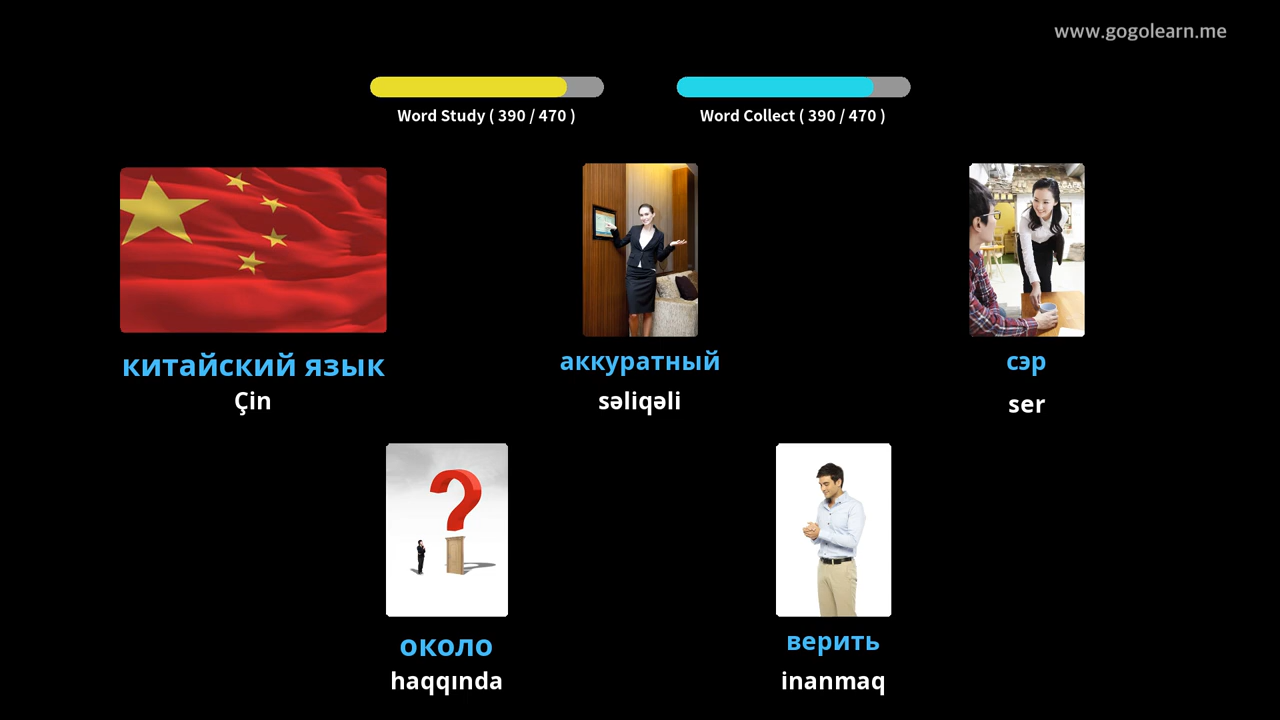 www.gogolearn.me
Word Study ( 390 / 470 )
Word Collect ( 390 / 470 )
китайский язык
Çin
аккуратный
səliqəli
сэр
ser
около
haqqında
верить
inanmaq